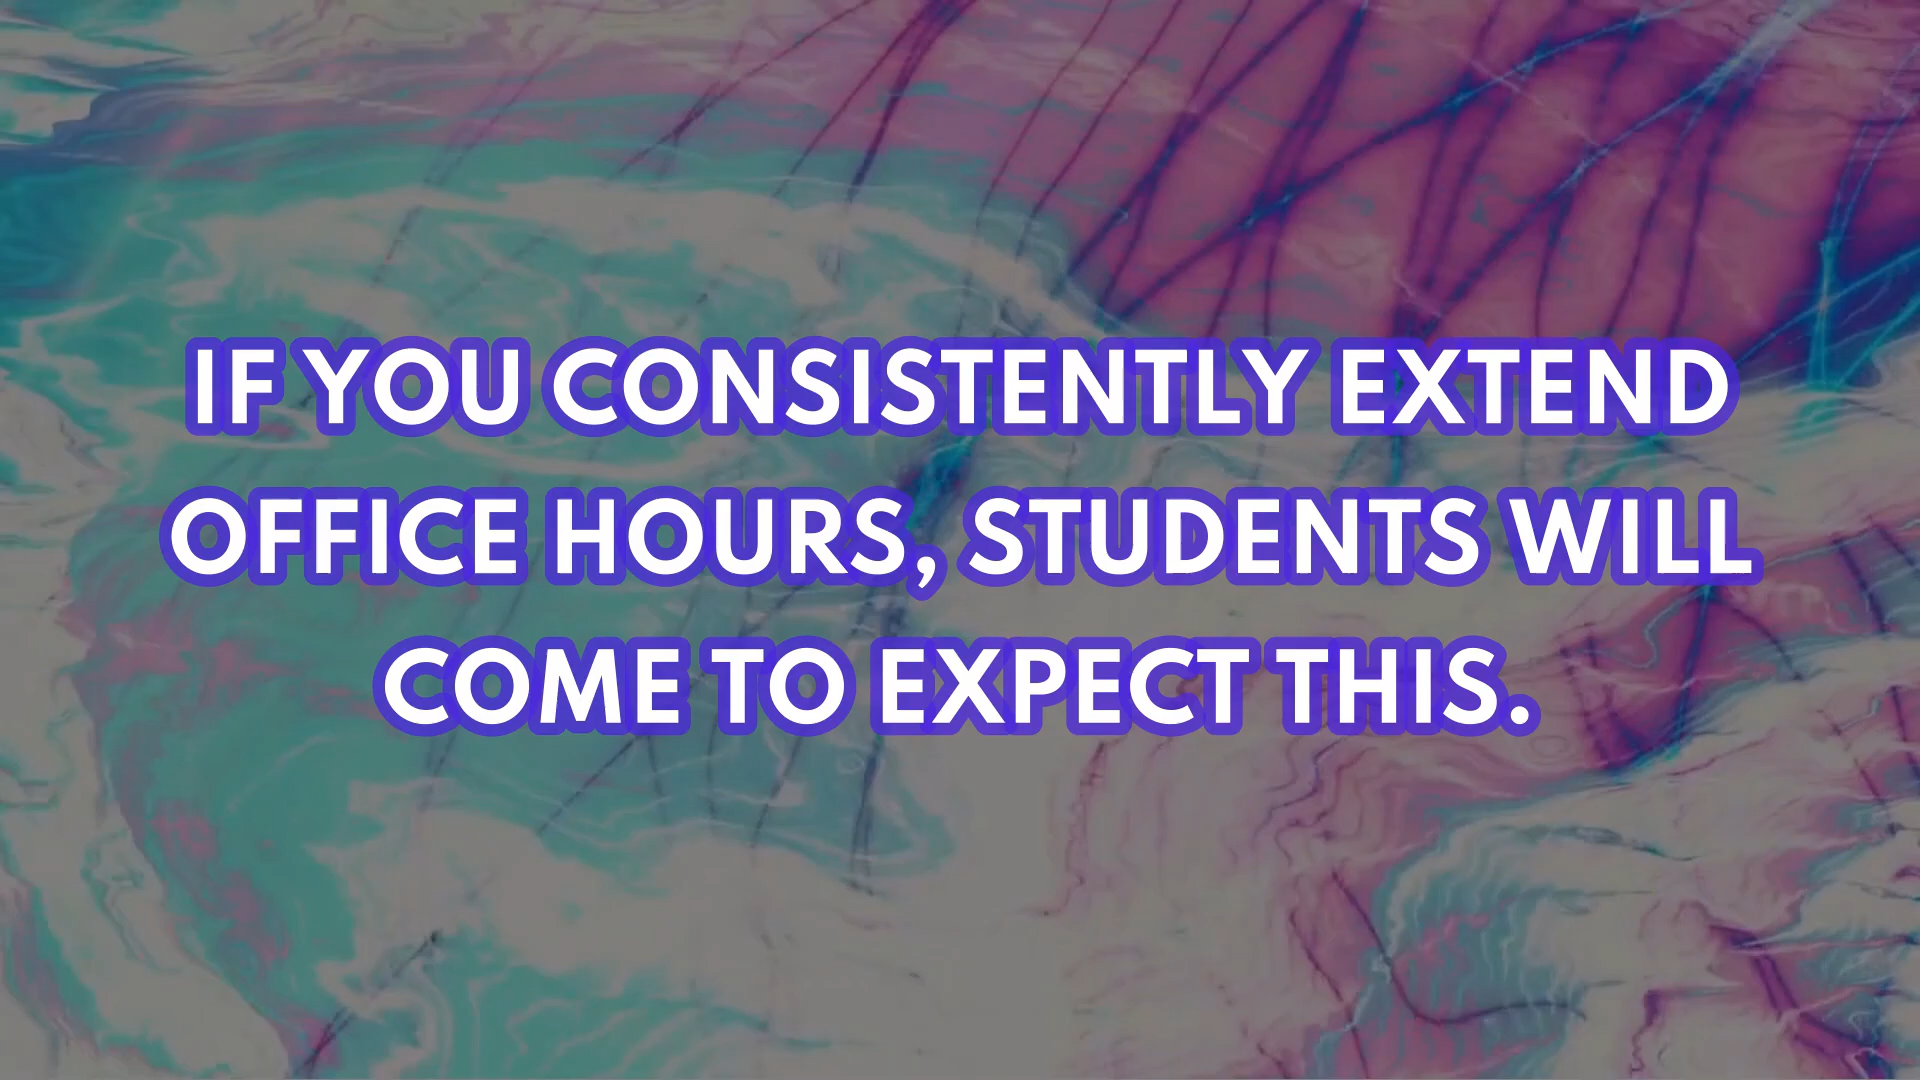 IF YOU CONSISTENTLY EXTEND
OFFICE HOURS, STUDENTS WILL
COME TO EXPECT THIS.